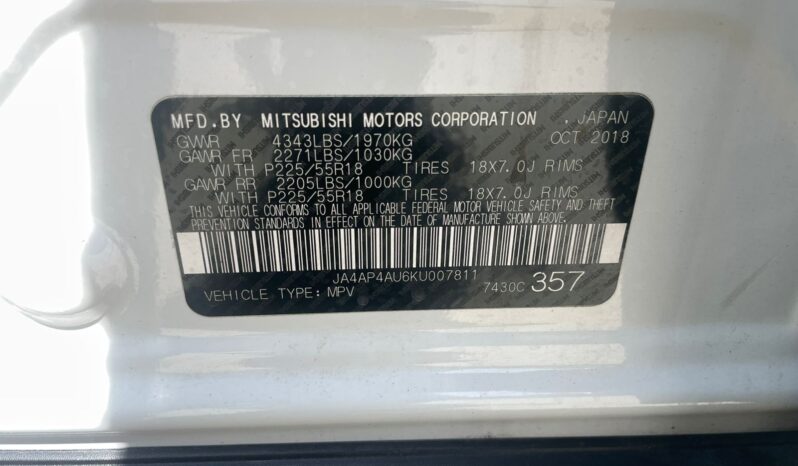 MFD.BY MITSUBISHI MOTORS CORPORATION .JAPAN
GVWR 4343LBS/1970KG OCT 2018
GAWR FR 2271LBS/1030KG
WITH P225/55R18 TIRES 18X7.0J RIMS
GAWR RR 2205LBS/1000KG
WITH P225/55R18 TIRES 18X7.0J RIMS
THIS VEHICLE CONFORMS TO ALL APPLICABLE FEDERAL MOTOR VEHICLE SAFETY AND THEFT
PREVENTION STANDARDS IN EFFECT ON THE DATE OF MANUFACTURE SHOWN ABOVE.
JA4AP4AU6KU007811
VEHICLE TYPE:MPV 7430C 357